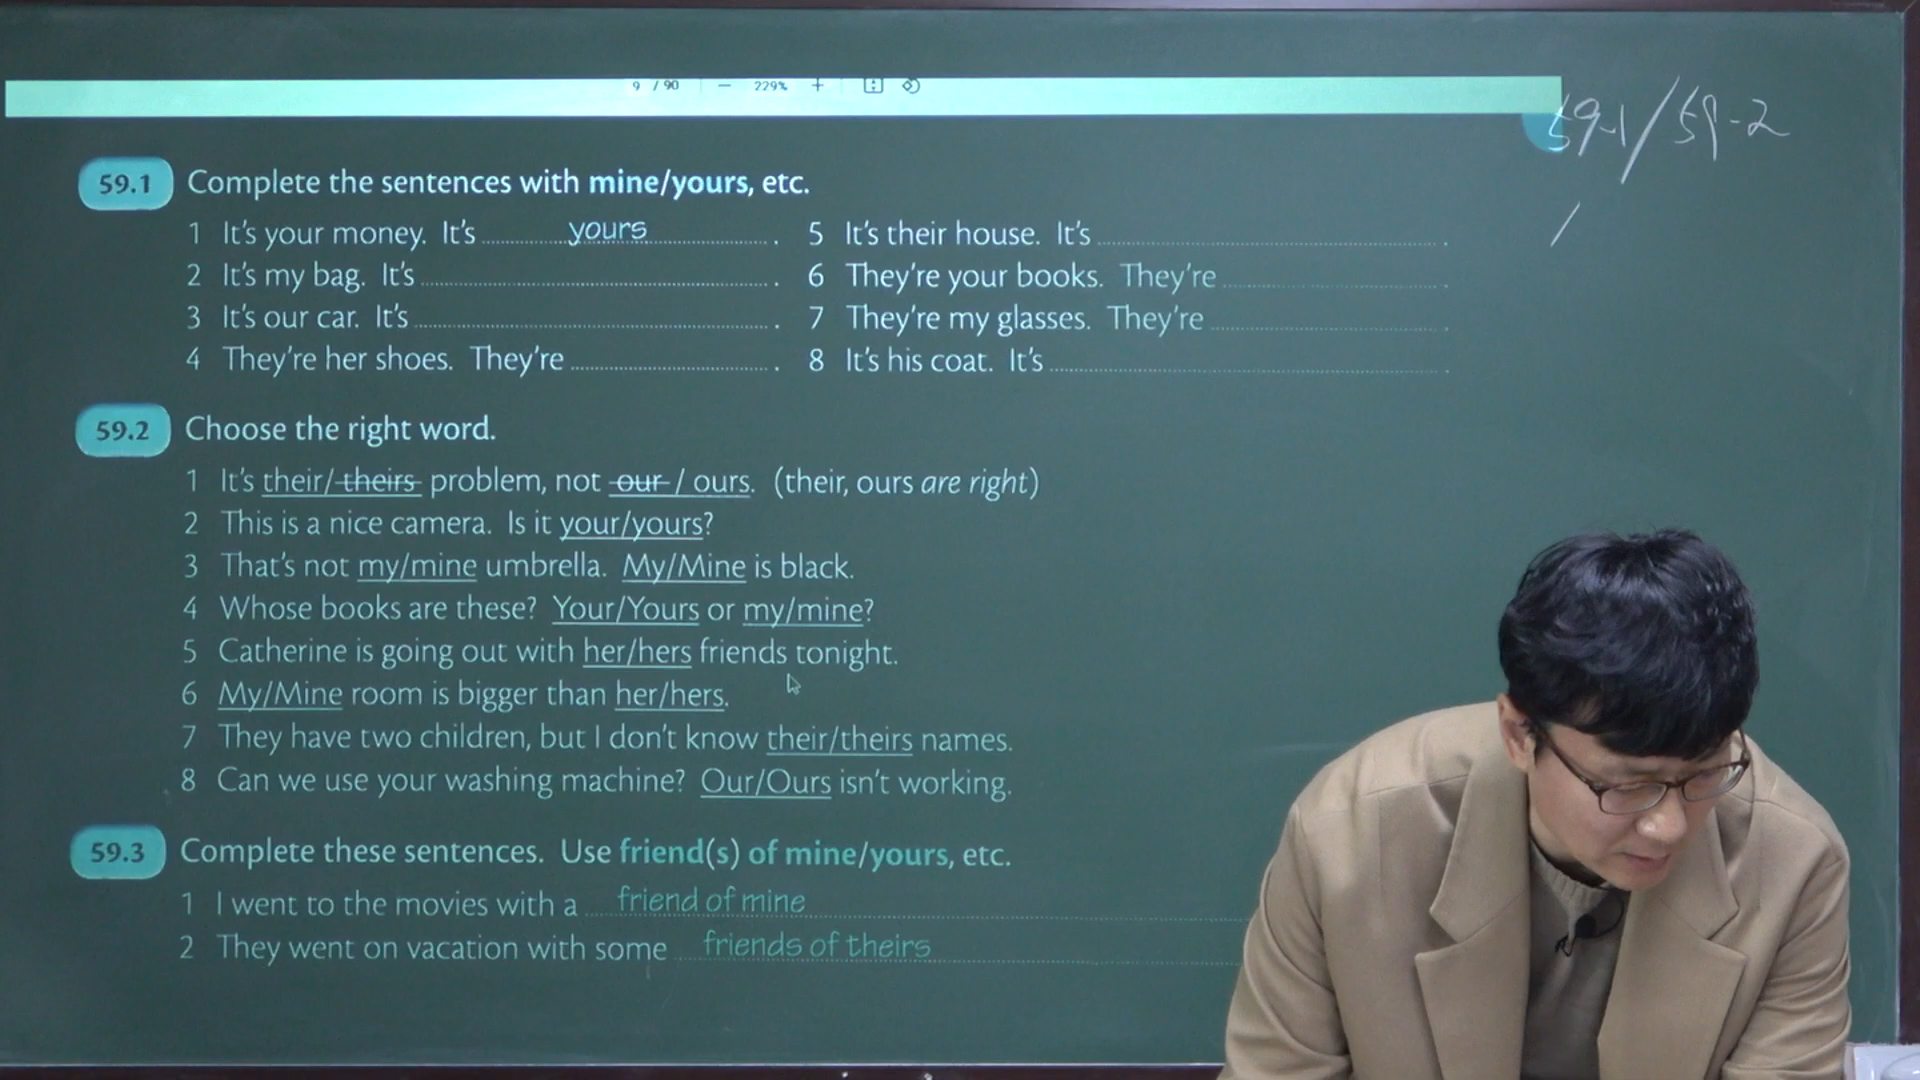 9 / 90 − 229% +
59-1/59-2
59.1 Complete the sentences with mine/yours, etc.
1 It's your money. It's yours.
2 It's my bag. It's .
3 It's our car. It's .
4 They're her shoes. They're .
5 It's their house. It's .
6 They're your books. They're .
7 They're my glasses. They're .
8 It's his coat. It's .
59.2 Choose the right word.
1 It's their/theirs problem, not our / ours. (their, ours are right)
2 This is a nice camera. Is it your/yours?
3 That's not my/mine umbrella. My/Mine is black.
4 Whose books are these? Your/Yours or my/mine?
5 Catherine is going out with her/hers friends tonight.
6 My/Mine room is bigger than her/hers.
7 They have two children, but I don't know their/theirs names.
8 Can we use your washing machine? Our/Ours isn't working.
59.3 Complete these sentences. Use friend(s) of mine/yours, etc.
1 I went to the movies with a friend of mine
2 They went on vacation with some friends of theirs